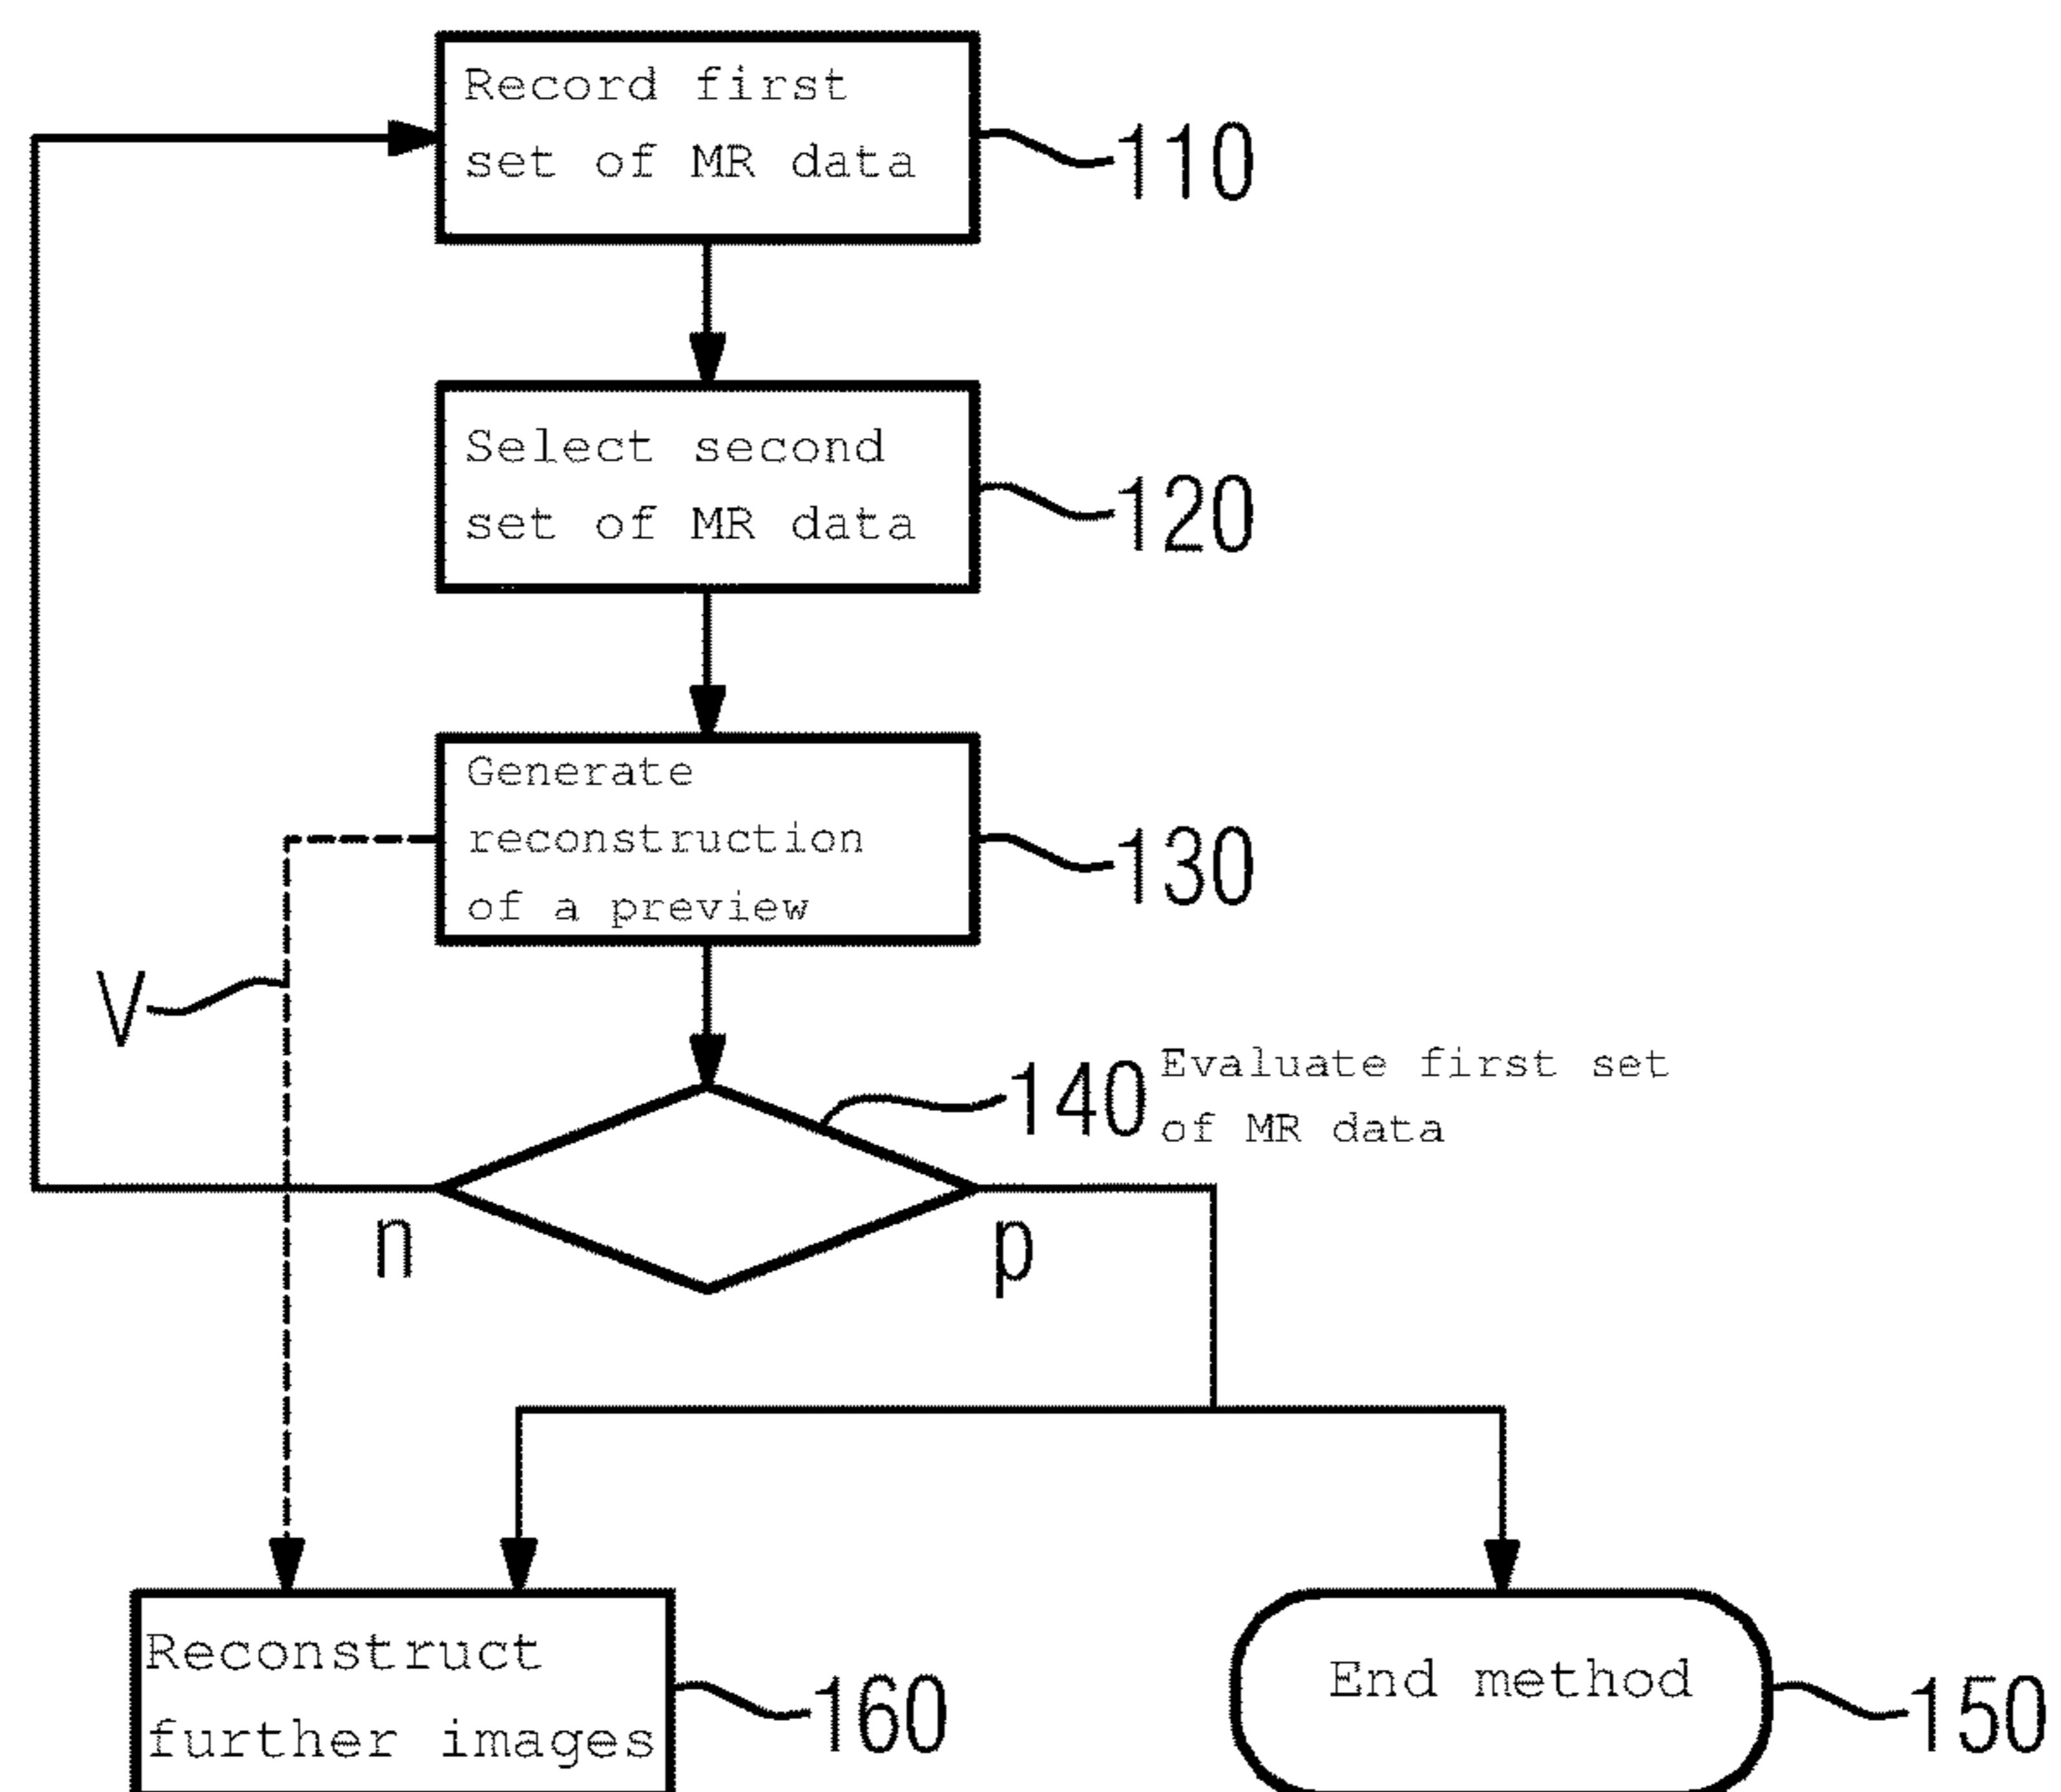 Record first
set of MR data
110
Select second
set of MR data
120
Generate
reconstruction
of a preview
130
V
140
Evaluate first set
of MR data
n
p
Reconstruct
further images
160
End method
150